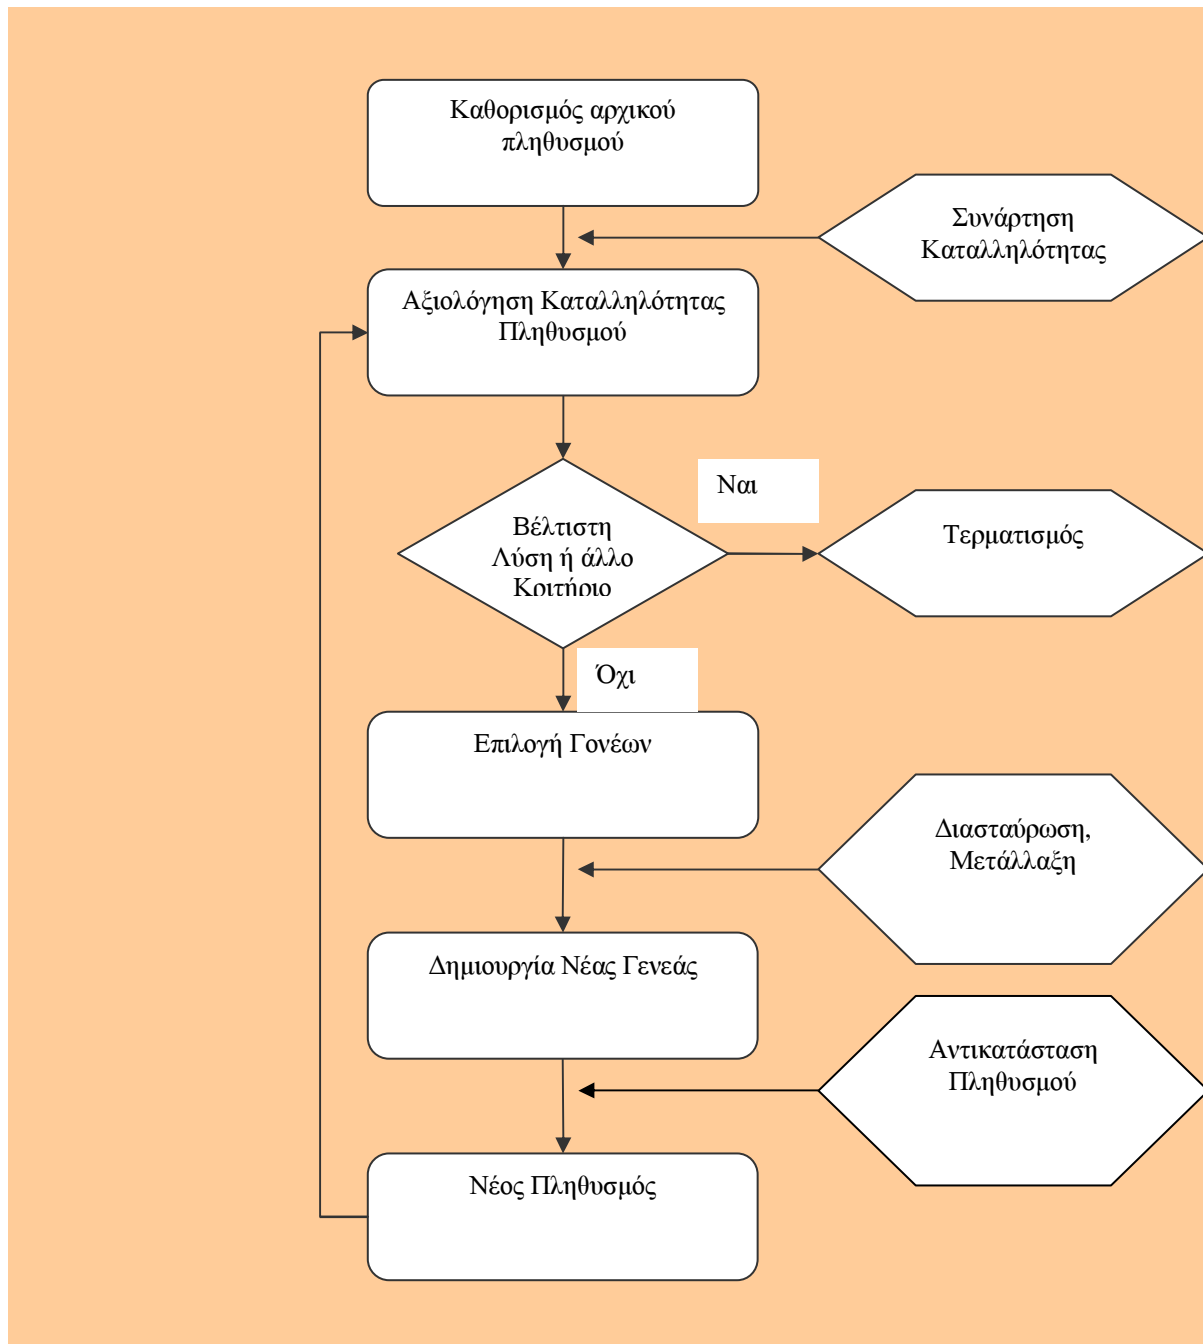 Καθορισμός αρχικού
πληθυσμού
Συνάρτηση
Καταλληλότητας
Αξιολόγηση Καταλληλότητας
Πληθυσμού
Ναι
Βέλτιστη
Λύση ή άλλο
Κριτήριο
Τερματισμός
Όχι
Επιλογή Γονέων
Διασταύρωση,
Μετάλλαξη
Δημιουργία Νέας Γενεάς
Αντικατάσταση
Πληθυσμού
Νέος Πληθυσμός